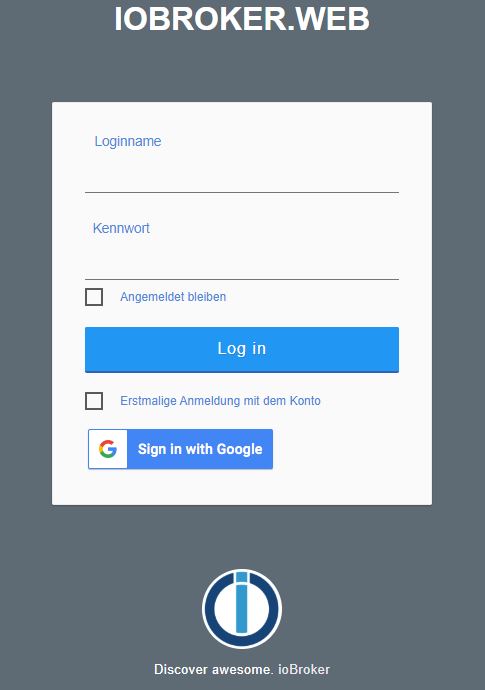 IOBROKER.WEB
Loginname
Kennwort
Angemeldet bleiben
Log in
Erstmalige Anmeldung mit dem Konto
Sign in with Google
Discover awesome. ioBroker